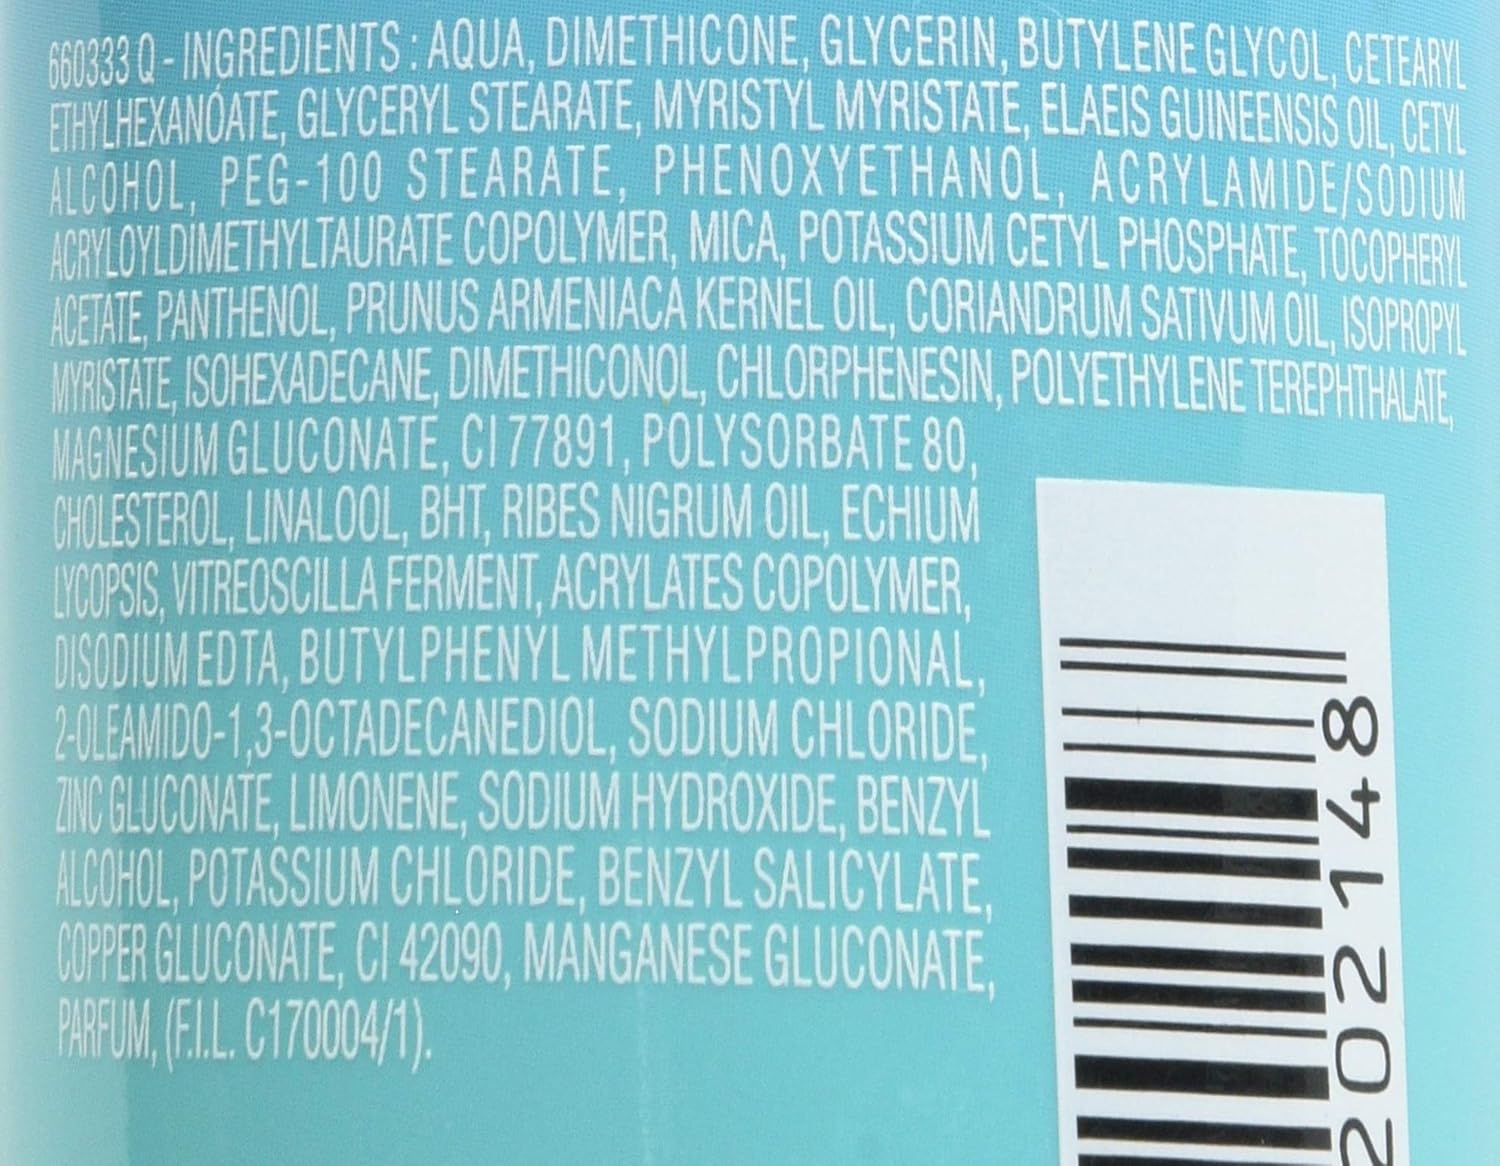 660333 Q - INGREDIENTS : AQUA, DIMETHICONE, GLYCERIN, BUTYLENE GLYCOL, CETEARYL
ETHYLHEXANOATE, GLYCERYL STEARATE, MYRISTYL MYRISTATE, ELAEIS GUINEENSIS OIL, CETYL
ALCOHOL, PEG-100 STEARATE, PHENOXYETHANOL, ACRYLAMIDE/SODIUM
ACRYLOYLDIMETHYLTAURATE COPOLYMER, MICA, POTASSIUM CETYL PHOSPHATE, TOCOPHERYL
ACETATE, PANTHENOL, PRUNUS ARMENIACA KERNEL OIL, CORIANDRUM SATIVUM OIL, ISOPROPYL
MYRISTATE, ISOHEXADECANE, DIMETHICONOL, CHLORPHENESIN, POLYETHYLENE TEREPHTHALATE,
MAGNESIUM GLUCONATE, CI 77891, POLYSORBATE 80,
CHOLESTEROL, LINALOOL, BHT, RIBES NIGRUM OIL, ECHIUM
LYCOPSIS, VITREOSCILLA FERMENT, ACRYLATES COPOLYMER,
DISODIUM EDTA, BUTYLPHENYL METHYLPROPIONAL,
2-OLEAMIDO-1,3-OCTADECANEDIOL, SODIUM CHLORIDE,
ZINC GLUCONATE, LIMONENE, SODIUM HYDROXIDE, BENZYL
ALCOHOL, POTASSIUM CHLORIDE, BENZYL SALICYLATE,
COPPER GLUCONATE, CI 42090, MANGANESE GLUCONATE,
PARFUM, (F.I.L. C170004/1).
202148